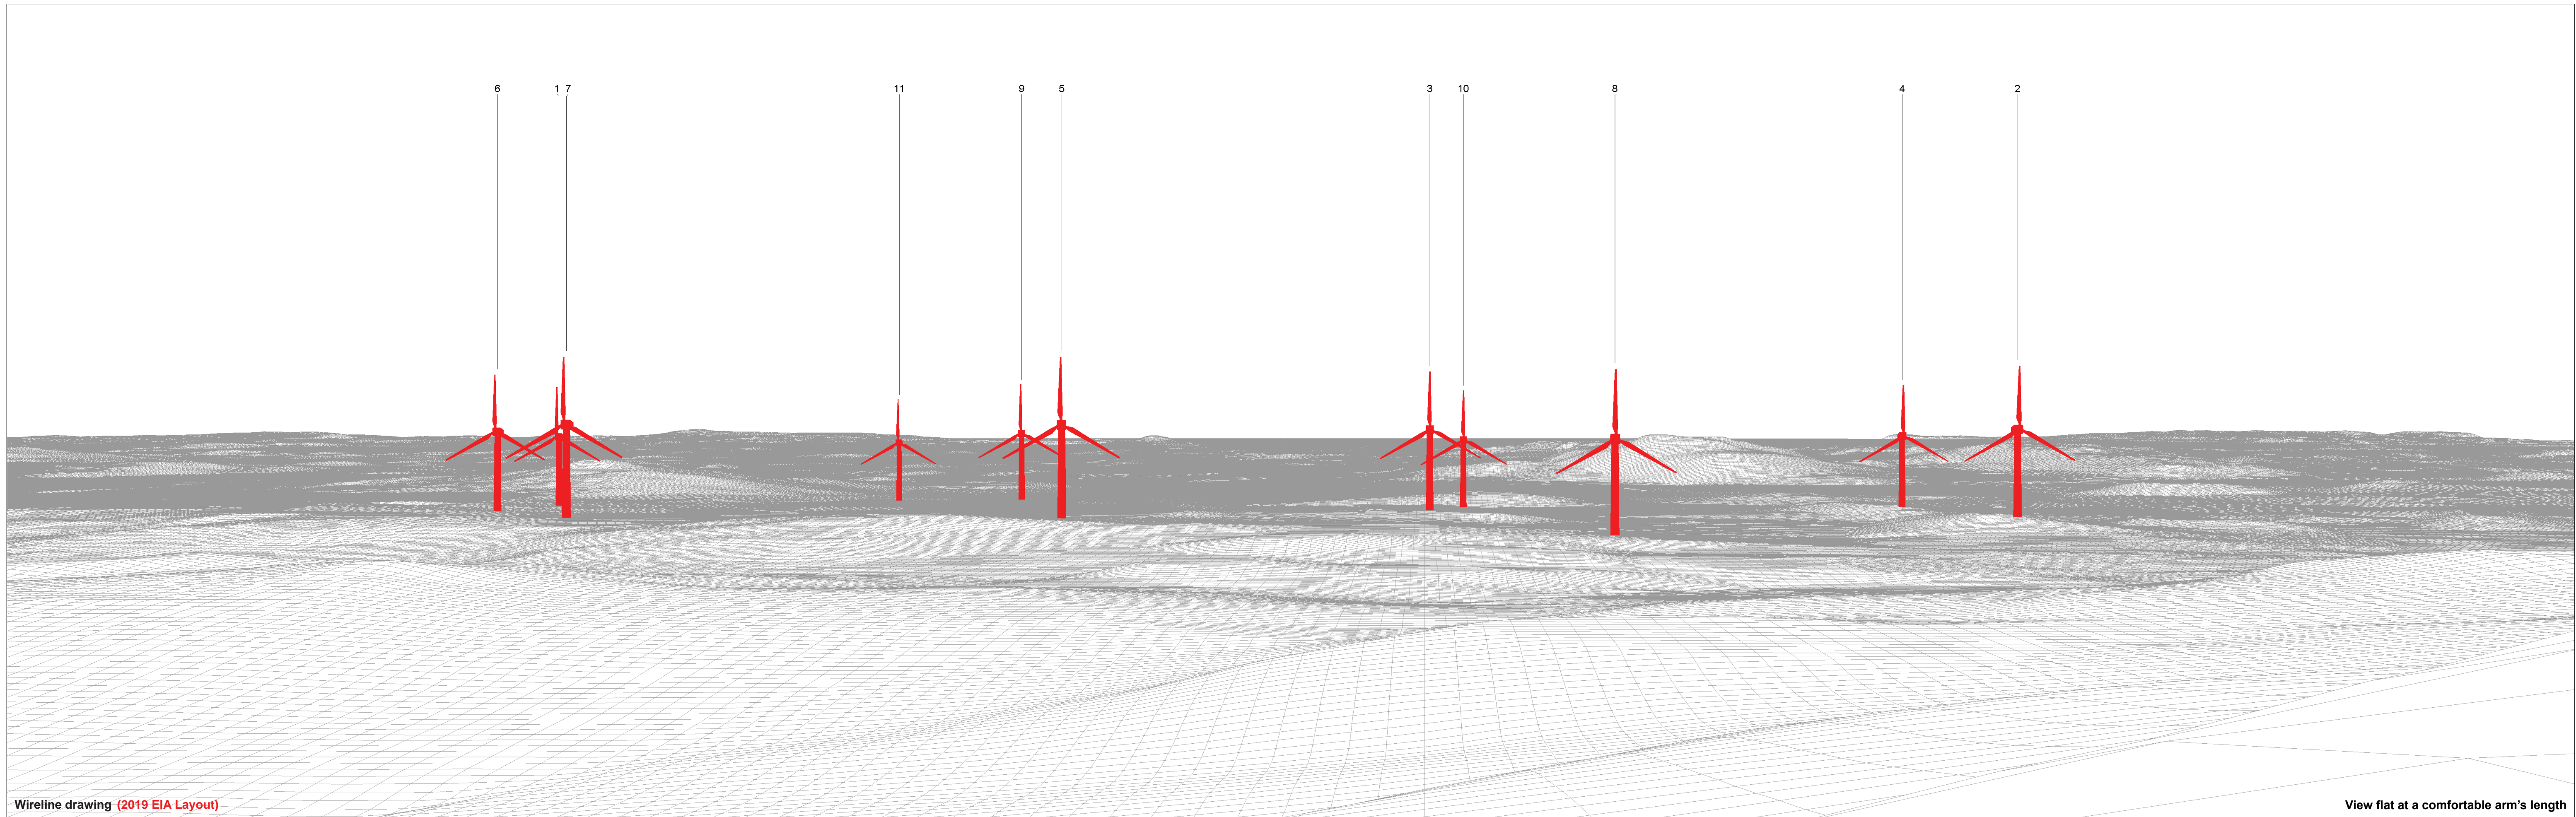 6 1 7 11 9 5 3 10 8 4 2
Wireline drawing (2019 EIA Layout)
View flat at a comfortable arm's length